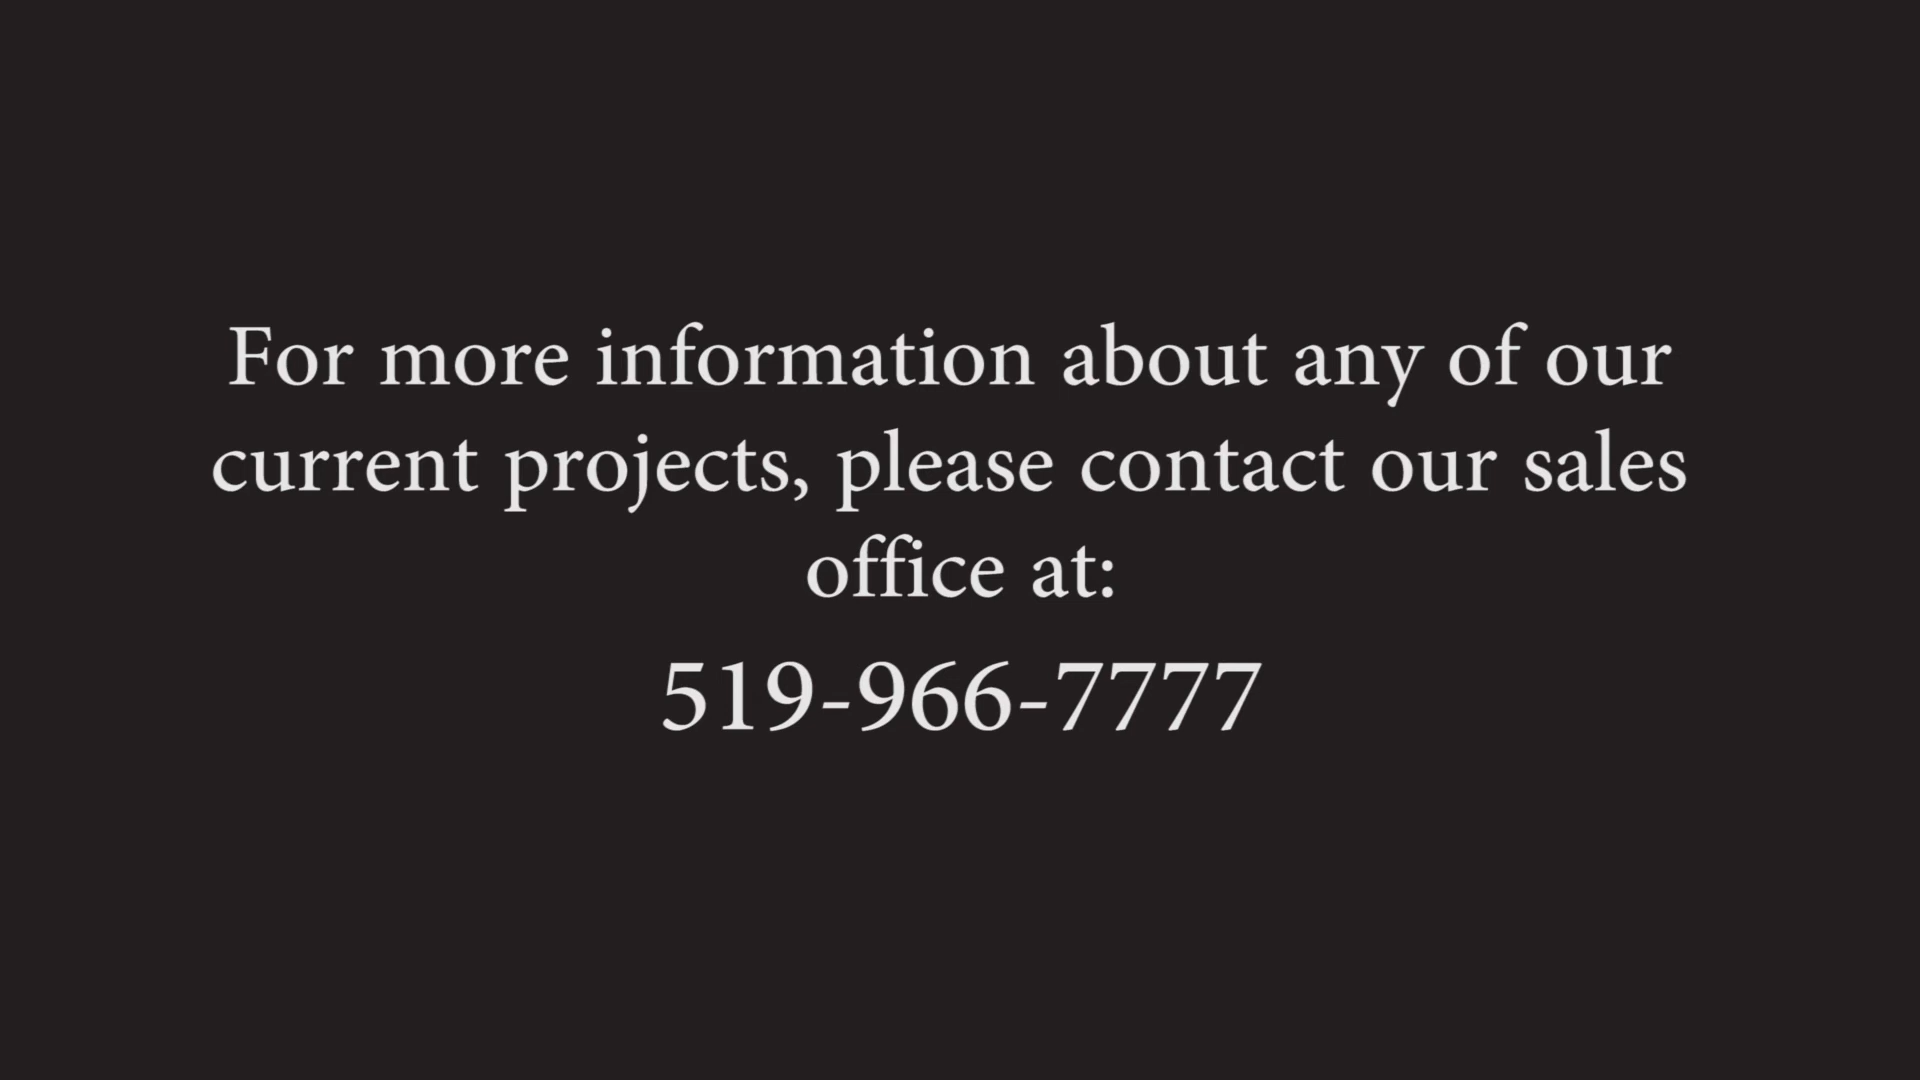 For more information about any of our
current projects, please contact our sales
office at:
519-966-7777